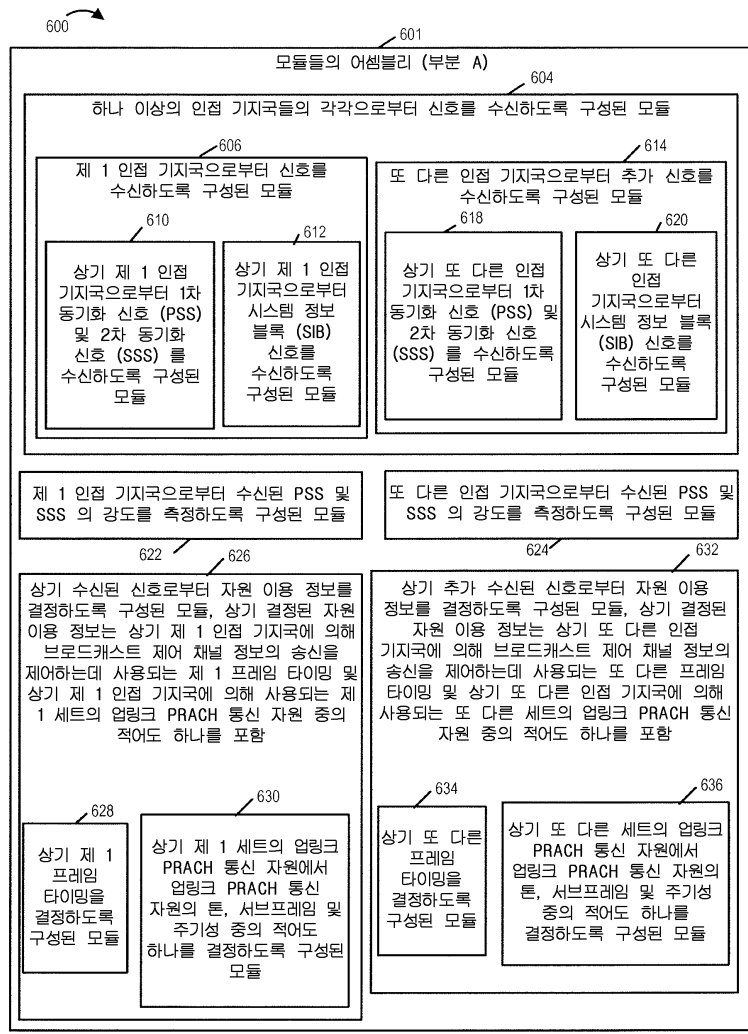 600
601
모듈들의 어셈블리 (부분 A)
604
하나 이상의 인접 기지국들의 각각으로부터 신호를 수신하도록 구성된 모듈
606
제 1 인접 기지국으로부터 신호를
수신하도록 구성된 모듈
610
상기 제 1 인접
기지국으로부터 1차
동기화 신호 (PSS)
및 2차 동기화
신호 (SSS) 를
수신하도록 구성된
모듈
612
상기 제 1 인접
기지국으로부터
시스템 정보
블록 (SIB)
신호를
수신하도록
구성된 모듈
614
또 다른 인접 기지국으로부터 추가 신호를
수신하도록 구성된 모듈
618
상기 또 다른 인접
기지국으로부터 1차
동기화 신호 (PSS) 및
2차 동기화 신호
(SSS) 를 수신하도록
구성된 모듈
620
상기 또 다른
인접
기지국으로부터
시스템 정보 블록
(SIB) 신호를
수신하도록
구성된 모듈
제 1 인접 기지국으로부터 수신된 PSS 및
SSS 의 강도를 측정하도록 구성된 모듈
622
또 다른 인접 기지국으로부터 수신된 PSS 및
SSS 의 강도를 측정하도록 구성된 모듈
624
626
상기 수신된 신호로부터 자원 이용 정보를
결정하도록 구성된 모듈, 상기 결정된 자원
이용 정보는 상기 제 1 인접 기지국에 의해
브로드캐스트 제어 채널 정보의 송신을
제어하는데 사용되는 제 1 프레임 타이밍 및
상기 제 1 인접 기지국에 의해 사용되는 제
1 세트의 업링크 PRACH 통신 자원 중의
적어도 하나를 포함
628
상기 제 1
프레임
타이밍을
결정하도록
구성된 모듈
630
상기 제 1 세트의 업링크
PRACH 통신 자원에서
업링크 PRACH 통신
자원의 톤, 서브프레임 및
주기성 중의 적어도
하나를 결정하도록 구성된
모듈
632
상기 추가 수신된 신호로부터 자원 이용
정보를 결정하도록 구성된 모듈, 상기 결정된
자원 이용 정보는 상기 또 다른 인접
기지국에 의해 브로드캐스트 제어 채널 정보의
송신을 제어하는데 사용되는 또 다른 프레임
타이밍 및 상기 또 다른 인접 기지국에 의해
사용되는 또 다른 세트의 업링크 PRACH 통신
자원 중의 적어도 하나를 포함
634
상기 또 다른
프레임
타이밍을
결정하도록
구성된 모듈
636
상기 또 다른 세트의 업링크
PRACH 통신 자원에서
업링크 PRACH 통신 자원의
톤, 서브프레임 및 주기성
중의 적어도 하나를
결정하도록 구성된 모듈